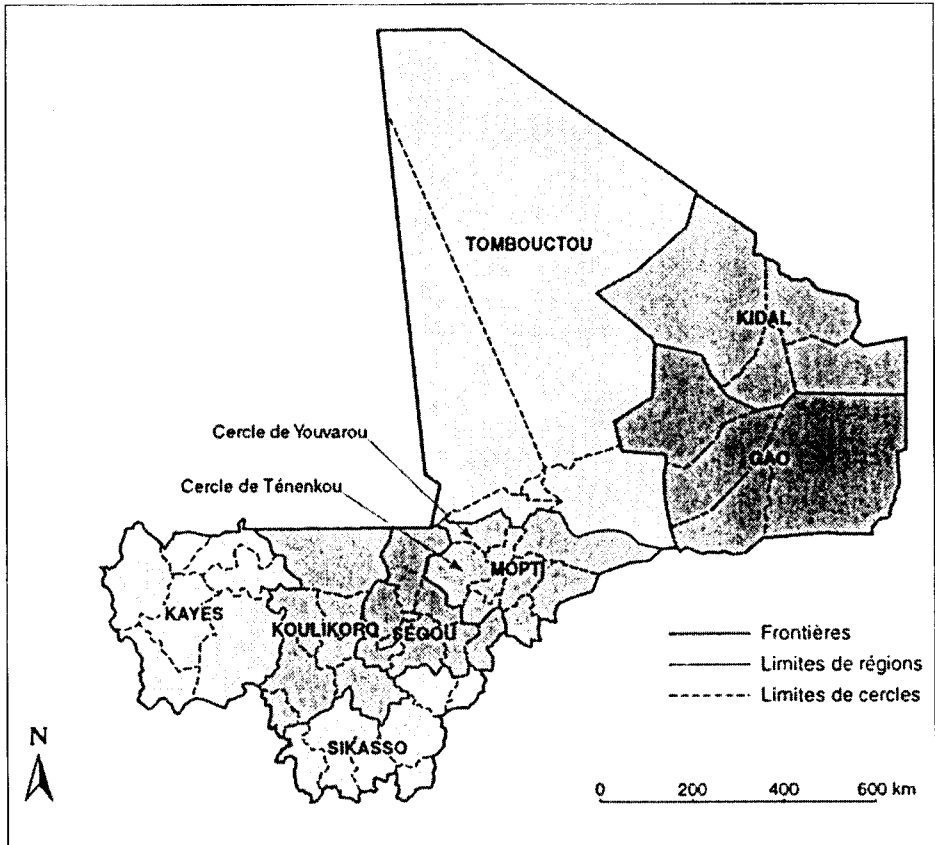 TOMBOUCTOU
KIDAL
Cercle de Youvarou
GAO
Cercle de Ténenkou
MOPTI
KAYES
KOULIKORO
SÉGOU
Frontières
Limites de régions
Limites de cercles
N
SIKASSO
0 200 400 600 km